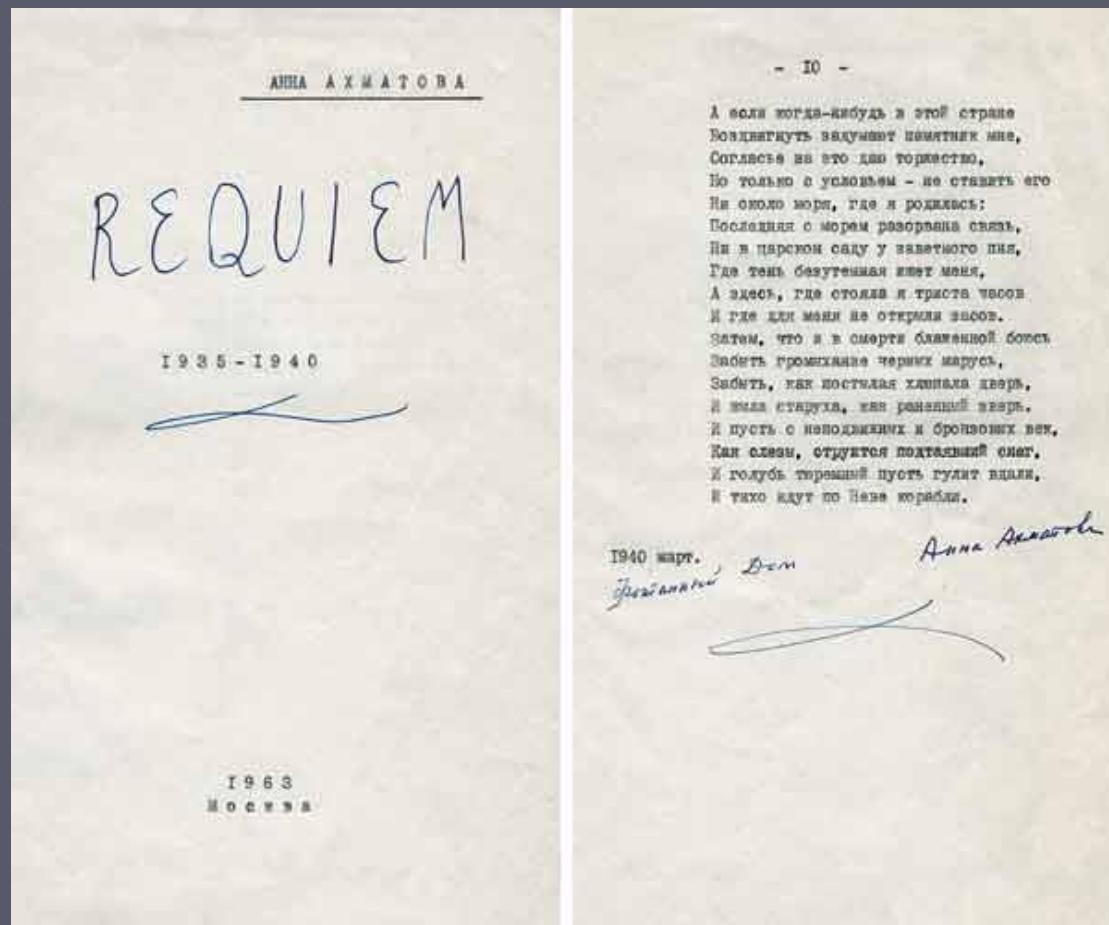 АННА АХМАТОВА
REQUIEM
1935-1940
1963
Москва
- 10 -
А если когда-нибудь в этой стране
Воздвигнуть задумают памятник мне,
Согласье на это даю торжество,
Но только с условьем - не ставить его
Ни около моря, где я родилась:
Последняя с морем разорвана связь,
Ни в царском саду у заветного пня,
Где тень безутешная ищет меня,
А здесь, где стояла я триста часов
И где для меня не открыли засов.
Затем, что и в смерти блаженной боюсь
Забыть громыхание черных марусь,
Забыть, как постылая хлюпала дверь,
И выла старуха, как раненный зверь.
И пусть с неподвижных и бронзовых век,
Как слезы, струится подтаявший снег,
И голубь тюремный пусть гулит вдали,
И тихо идут по Неве корабли.
1940 март.
Фонтанный Дом
Анна Ахматова